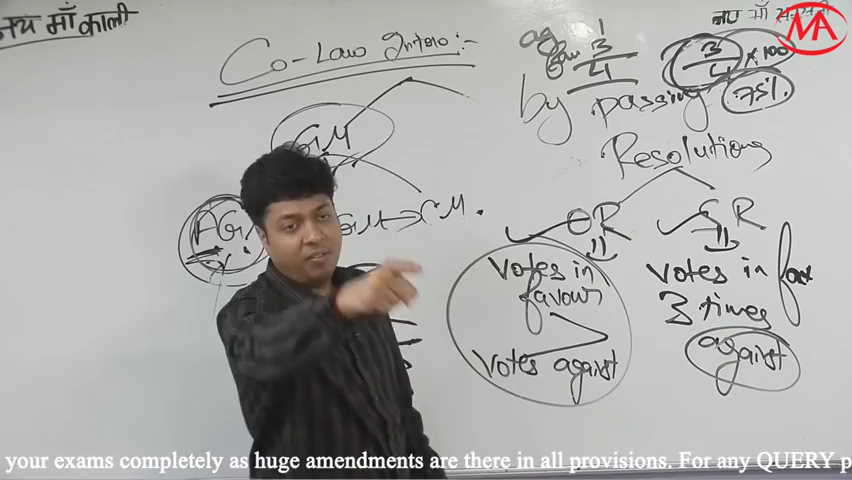 जय माँ काली
Co-Law Intro :-
GM
AGM
CM.
3
4
3/4 × 100
75%
by passing
Resolutions
OR
SR
Votes in
favour
>
Votes against
Votes in fav
3 times
against
MA
your exams completely as huge amendments are there in all provisions. For any QUERY p